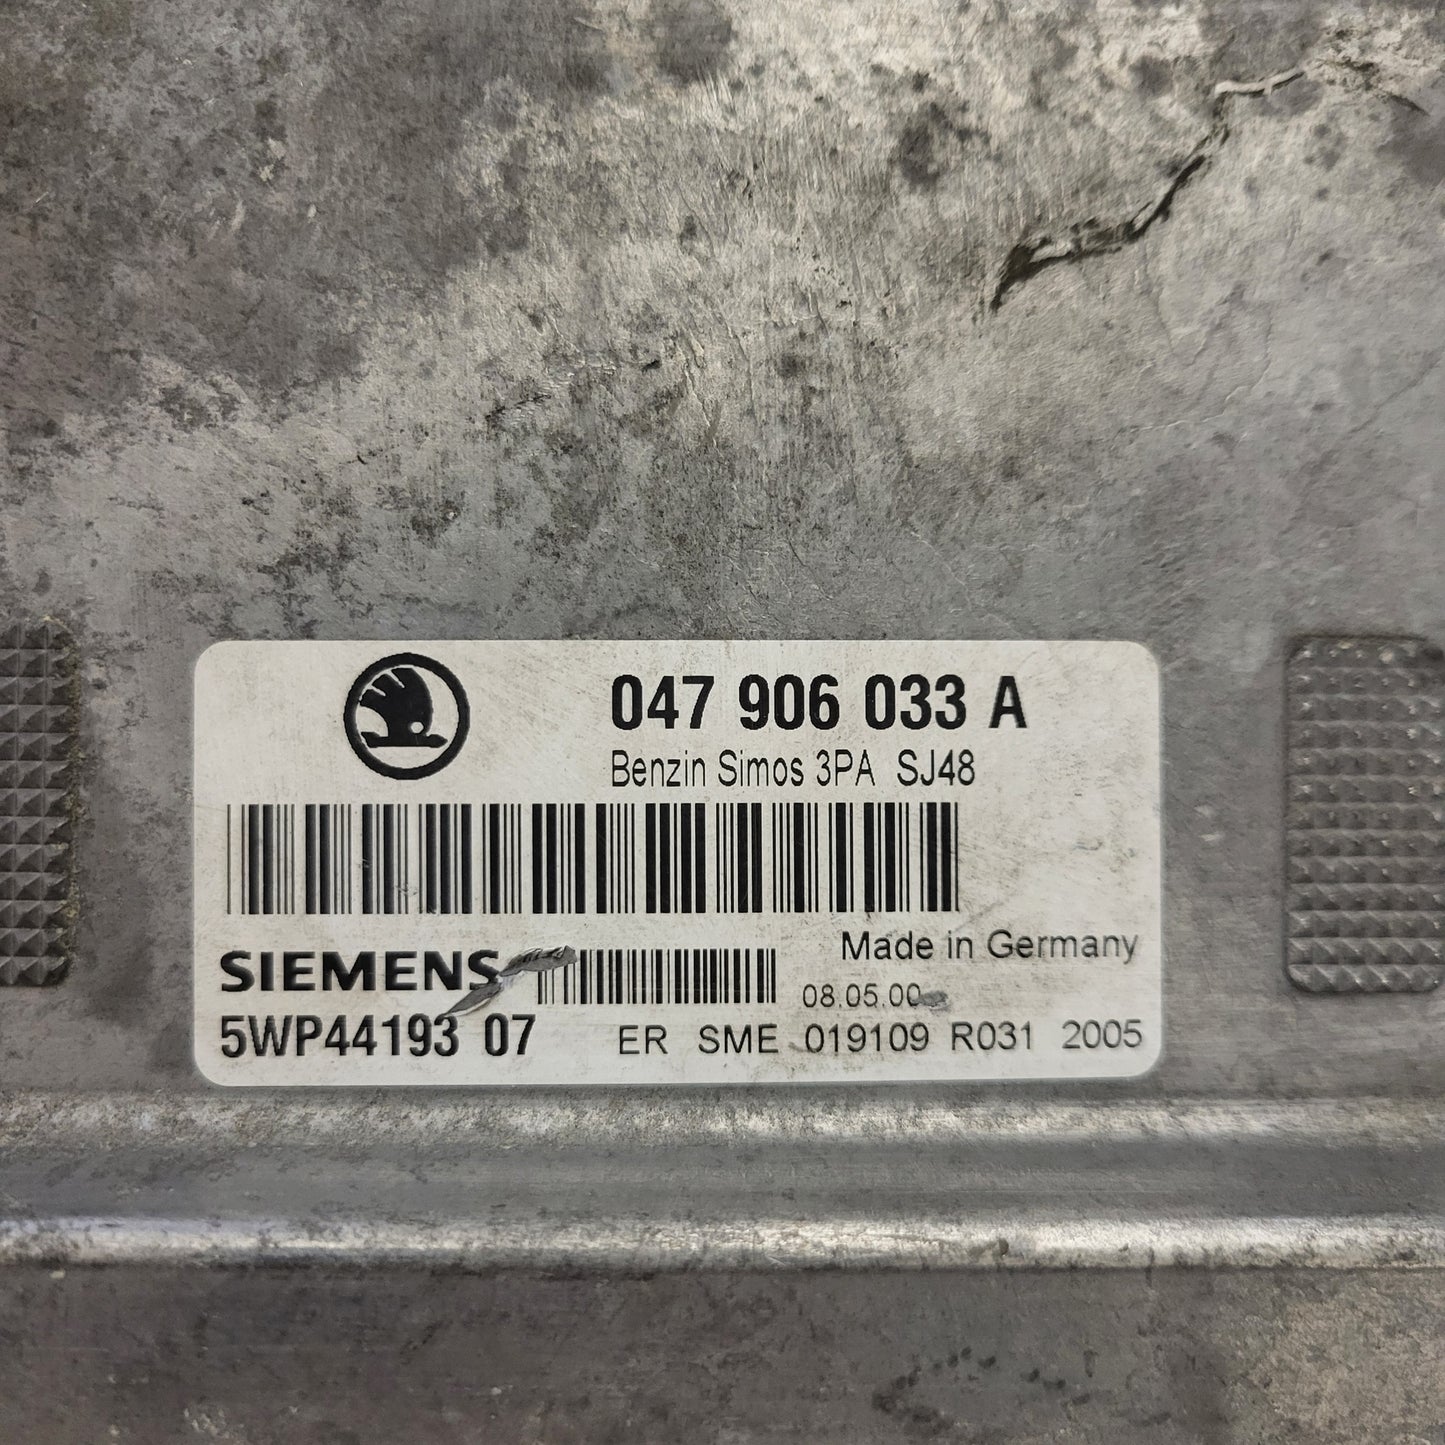 047 906 033 A
Benzin Simos 3PA SJ48
Made in Germany
SIEMENS
08.05.00
5WP44193 07 ER SME 019109 R031 2005